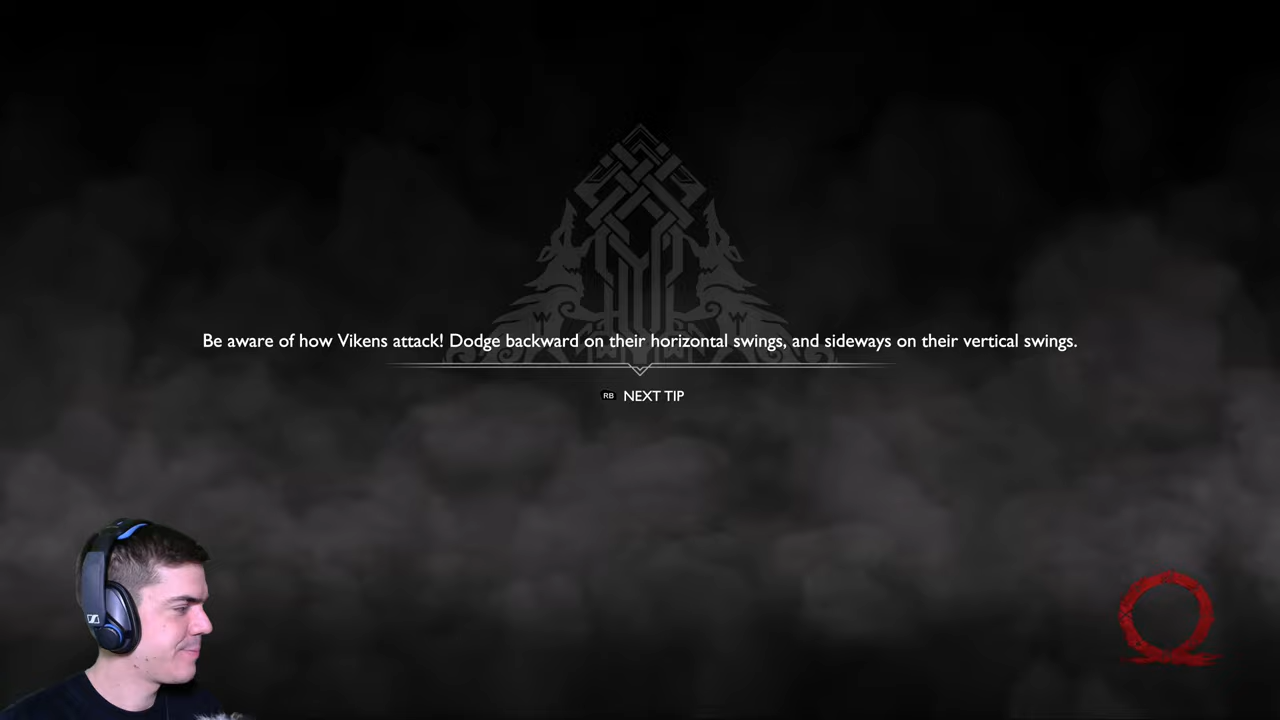 Be aware of how Vikens attack! Dodge backward on their horizontal swings, and sideways on their vertical swings.
RB NEXT TIP